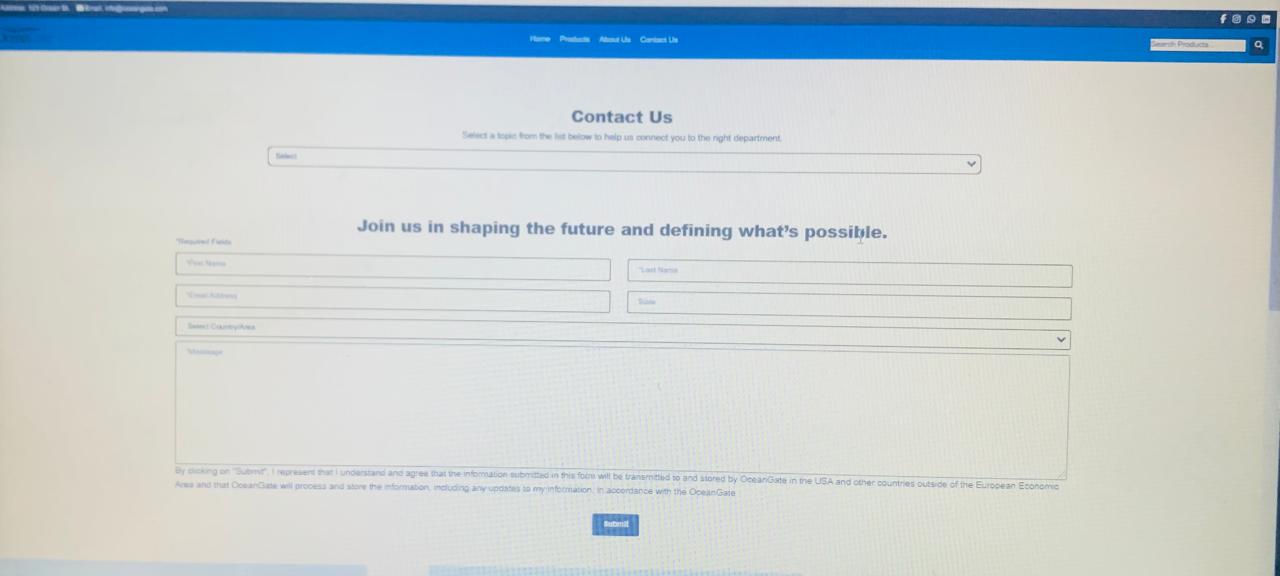 Address: 123 Ocean St. Email: info@oceangate.com
Home Products About Us Contact Us
Search Products...
Contact Us
Select a topic from the list below to help us connect you to the right department.
Select
Join us in shaping the future and defining what's possible.
*Required Fields
*First Name
*Last Name
*Email Address
State
Select Country/Area
*Message
By clicking on "Submit", I represent that I understand and agree that the information submitted in this form will be transmitted to and stored by OceanGate in the USA and other countries outside of the European Economic
Area and that OceanGate will process and store the information, including any updates to my information, in accordance with the OceanGate
Submit